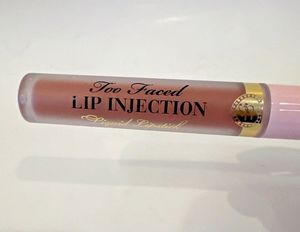 Too Faced
LIP INJECTION
Liquid Lipstick